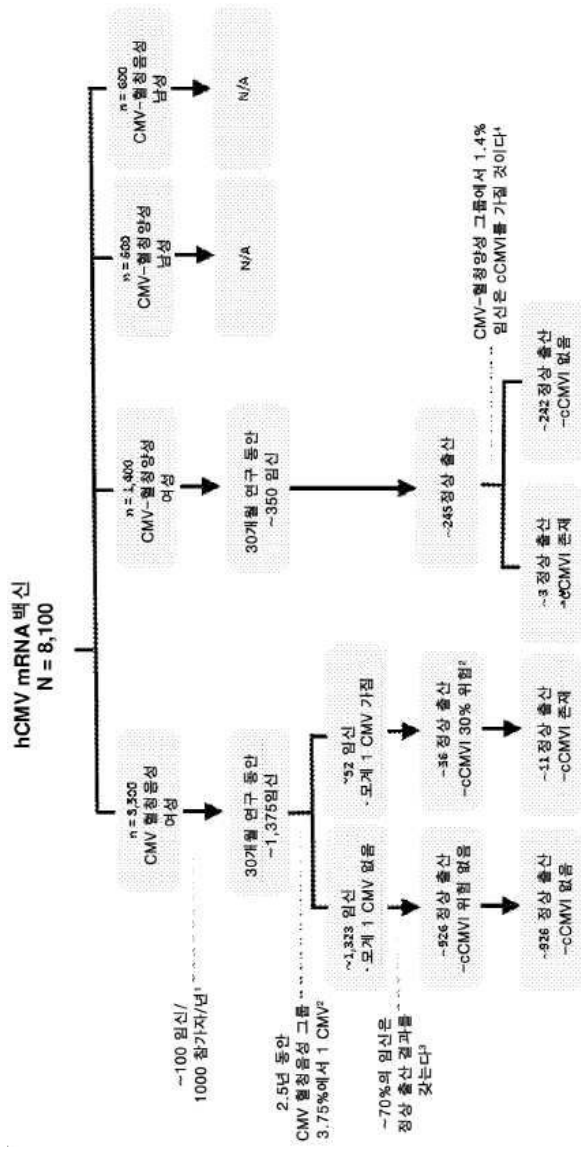 hCMV mRNA 백신
N = 8,100
n = 5,500
CMV 혈청음성
여성
n = 1,400
CMV-혈청양성
여성
n = 600
CMV-혈청양성
남성
n = 600
CMV-혈청음성
남성
~100 임신/
1000 참가자/년¹
30개월 연구 동안
~1,375임신
30개월 연구 동안
~350 임신
N/A
N/A
2.5년 동안
CMV 혈청음성 그룹
3.75%에서 1 CMV²
~1,323 임신
- 모계 1 CMV 없음
~52 임신
- 모계 1 CMV 가짐
~70%의 임신은
정상 출산 결과를
갖는다³
~926 정상 출산
-cCMVI 위험 없음
~36 정상 출산
-cCMVI 30% 위험²
~245정상 출산
CMV-혈청양성 그룹에서 1.4%
임신은 cCMVI를 가질 것이다⁴
~926 정상 출산
-cCMVI 없음
~11 정상 출산
-cCMVI 존재
~3 정상 출산
-cCMVI 존재
~242 정상 출산
-cCMVI 없음